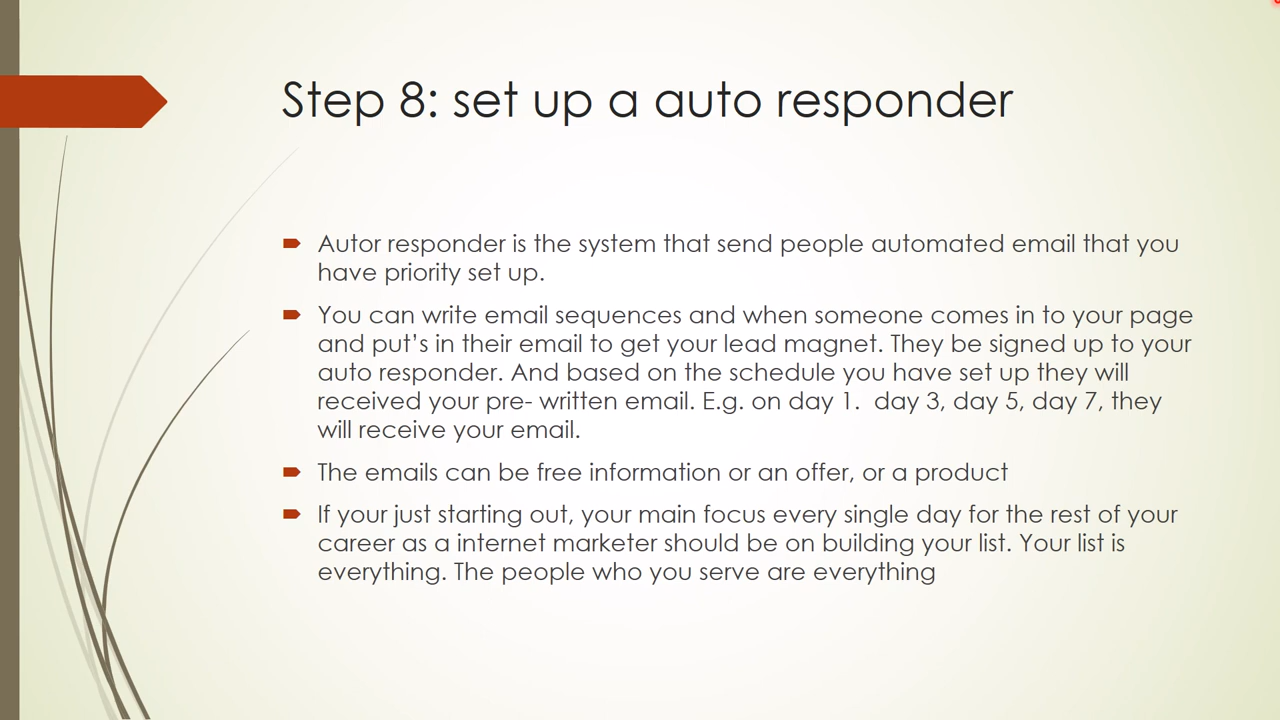 Step 8: set up a auto responder
Autor responder is the system that send people automated email that you
have priority set up.
You can write email sequences and when someone comes in to your page
and put’s in their email to get your lead magnet. They be signed up to your
auto responder. And based on the schedule you have set up they will
received your pre- written email. E.g. on day 1.  day 3, day 5, day 7, they
will receive your email.
The emails can be free information or an offer, or a product
If your just starting out, your main focus every single day for the rest of your
career as a internet marketer should be on building your list. Your list is
everything. The people who you serve are everything